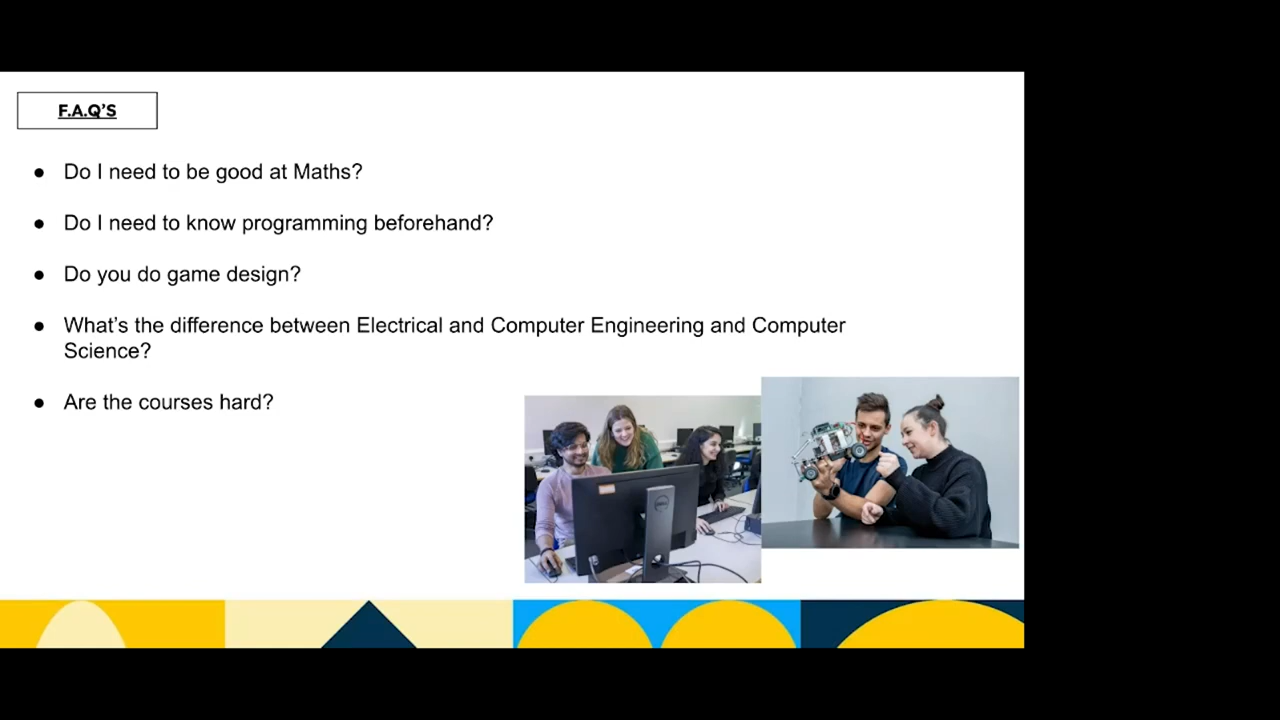 F.A.Q'S
● Do I need to be good at Maths?
● Do I need to know programming beforehand?
● Do you do game design?
● What's the difference between Electrical and Computer Engineering and Computer
Science?
● Are the courses hard?
DELL